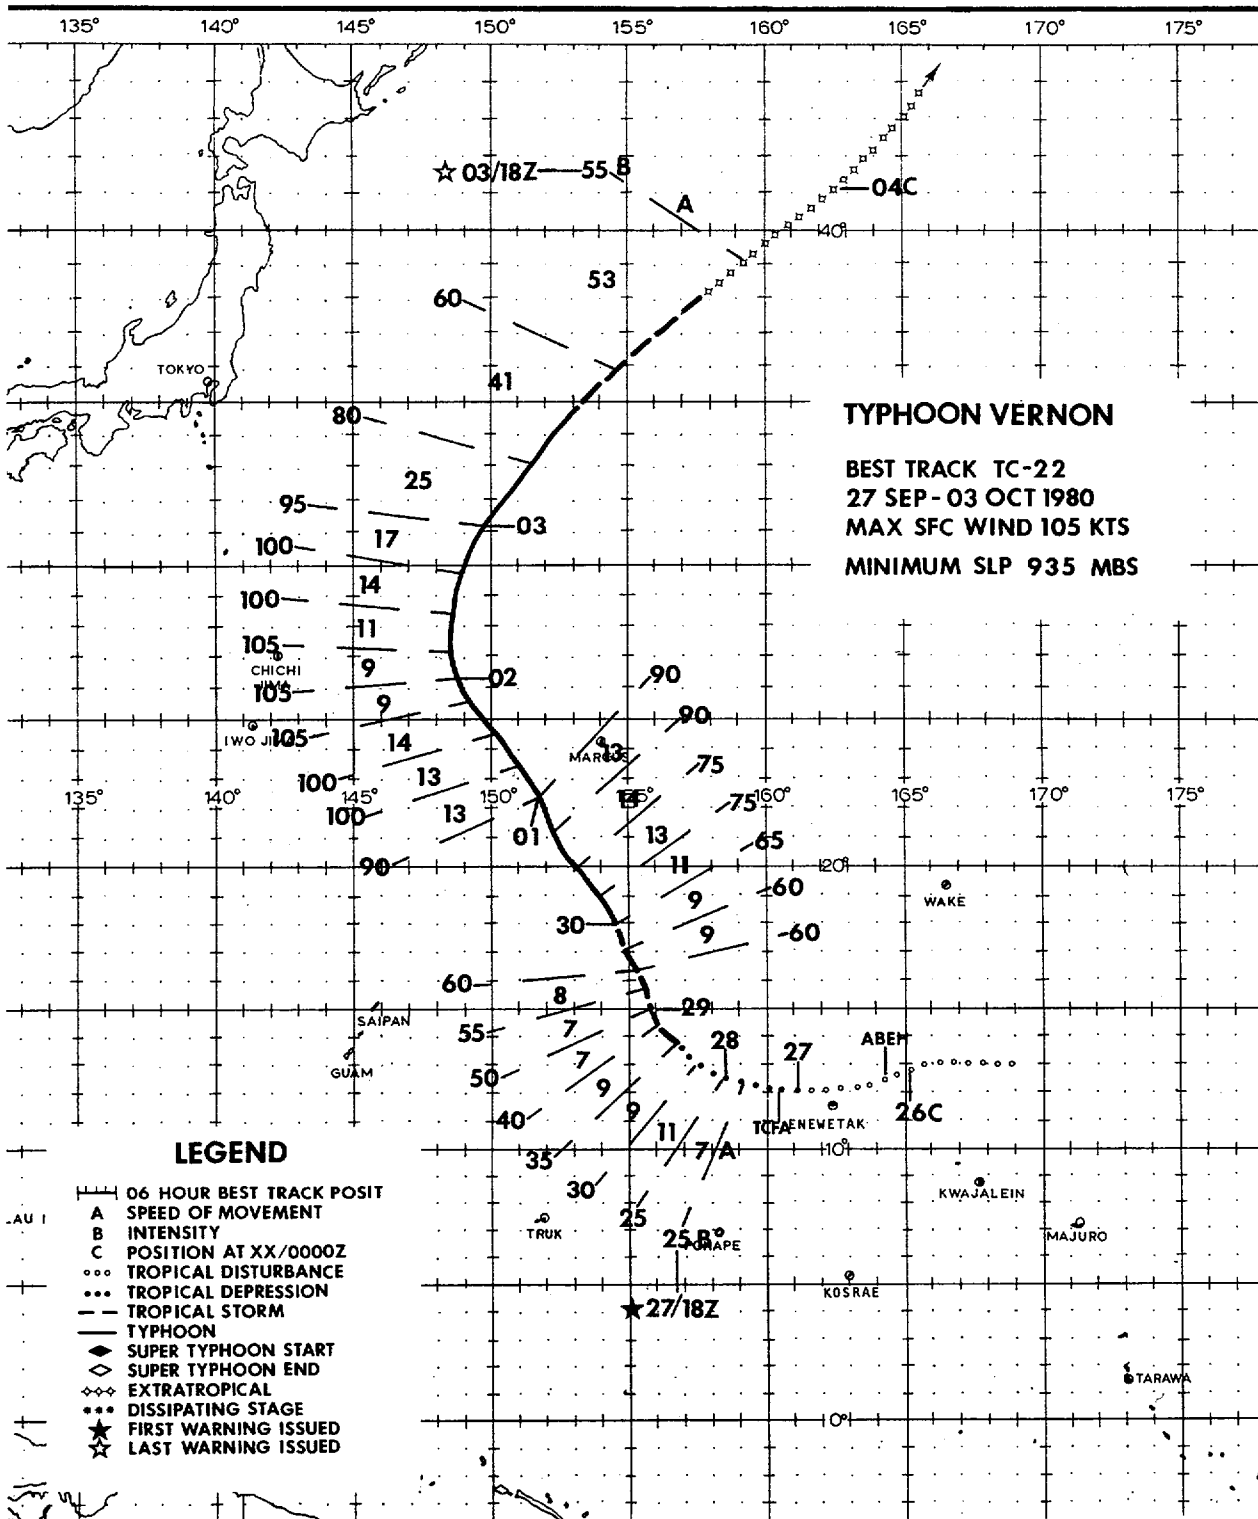 135° 140° 145° 150° 155° 160° 165° 170° 175°
☆ 03/18Z 55 B
A
04C
40°
53
60
TOKYO
41
80
TYPHOON VERNON
BEST TRACK TC-22
27 SEP - 03 OCT 1980
MAX SFC WIND 105 KTS
MINIMUM SLP 935 MBS
25
95
03
17
100
14
100
11
105
CHICHI
JIMA
9
02
90
105
9
90
IWO JIMA
105
14
MARCUS
13
75
100
13
135° 140° 145° 150° 155° 160° 165° 170° 175°
14
75
100
13
01
13
65
90
11
20°
60
WAKE
9
30
9
60
60
8
SAIPAN
29
55
7
28
27
ABEH
GUAM
7
50
9
26C
40
9
TCFA
ENEWETAK
11
7
A
10°
35
30
KWAJALEIN
25
TRUK
25 B
PONAPE
MAJURO
KOSRAE
★ 27/18Z
TARAWA
0°
LEGEND
06 HOUR BEST TRACK POSIT
A SPEED OF MOVEMENT
B INTENSITY
C POSITION AT XX/0000Z
TROPICAL DISTURBANCE
TROPICAL DEPRESSION
TROPICAL STORM
TYPHOON
SUPER TYPHOON START
SUPER TYPHOON END
EXTRATROPICAL
DISSIPATING STAGE
FIRST WARNING ISSUED
LAST WARNING ISSUED